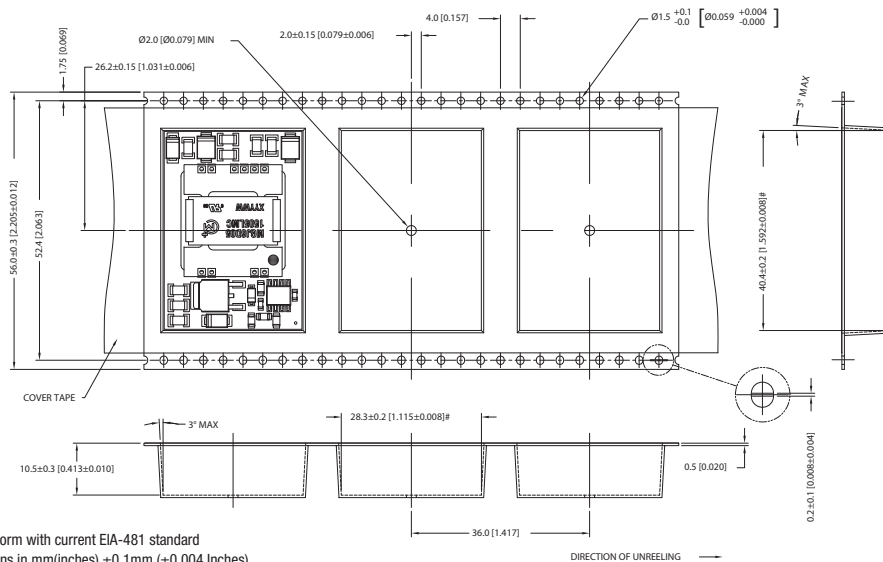 4.0 [0.157]
Ø1.5 +0.1 -0.0 [Ø0.059 +0.004 -0.000]
Ø2.0 [Ø0.079] MIN
2.0±0.15 [0.079±0.006]
1.75 [0.069]
26.2±0.15 [1.031±0.006]
3° MAX
56.0±0.3 [2.205±0.012]
52.4 [2.063]
XYYWW
1506LMC
40.4±0.2 [1.592±0.008]#
COVER TAPE
3° MAX
28.3±0.2 [1.115±0.008]#
10.5±0.3 [0.413±0.010]
0.5 [0.020]
0.2±0.1 [0.008±0.004]
36.0 [1.417]
orm with current EIA-481 standard
ns in mm(inches) ±0.1mm (±0.004 Inches)
DIRECTION OF UNREELING